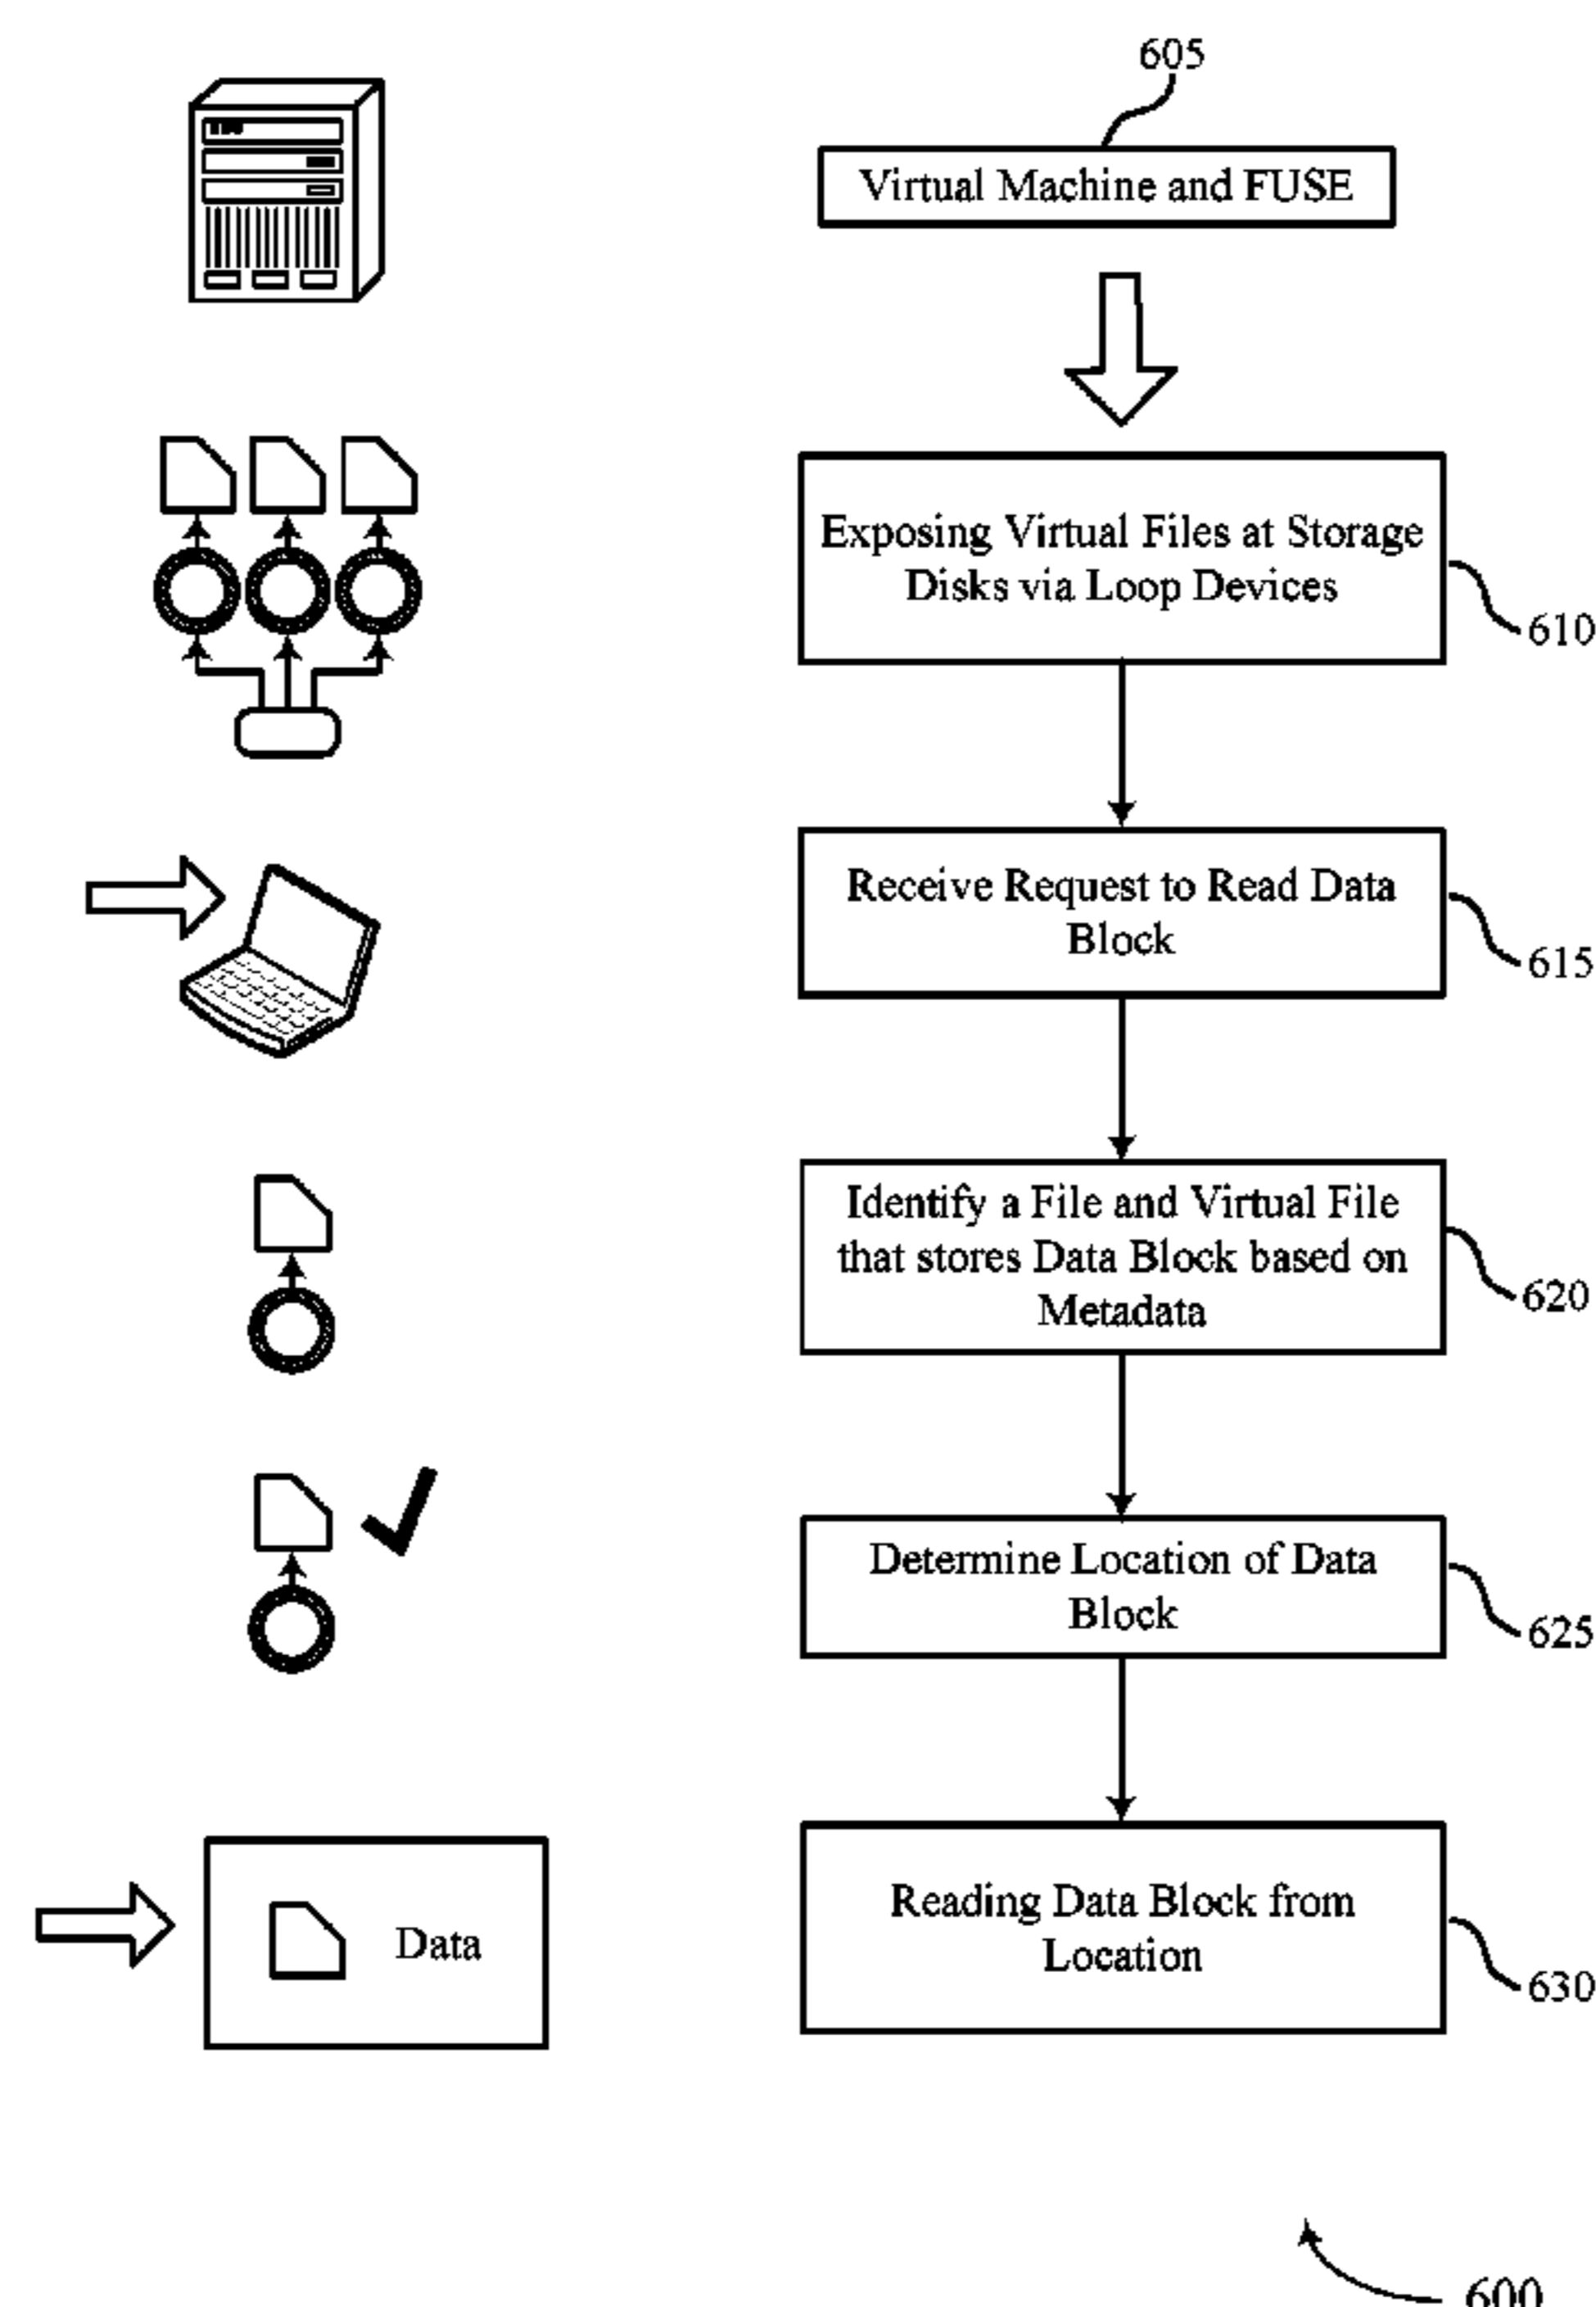 605
Virtual Machine and FUSE
Exposing Virtual Files at Storage
Disks via Loop Devices
610
Receive Request to Read Data
Block
615
Identify a File and Virtual File
that stores Data Block based on
Metadata
620
Determine Location of Data
Block
625
Data
Reading Data Block from
Location
630
600